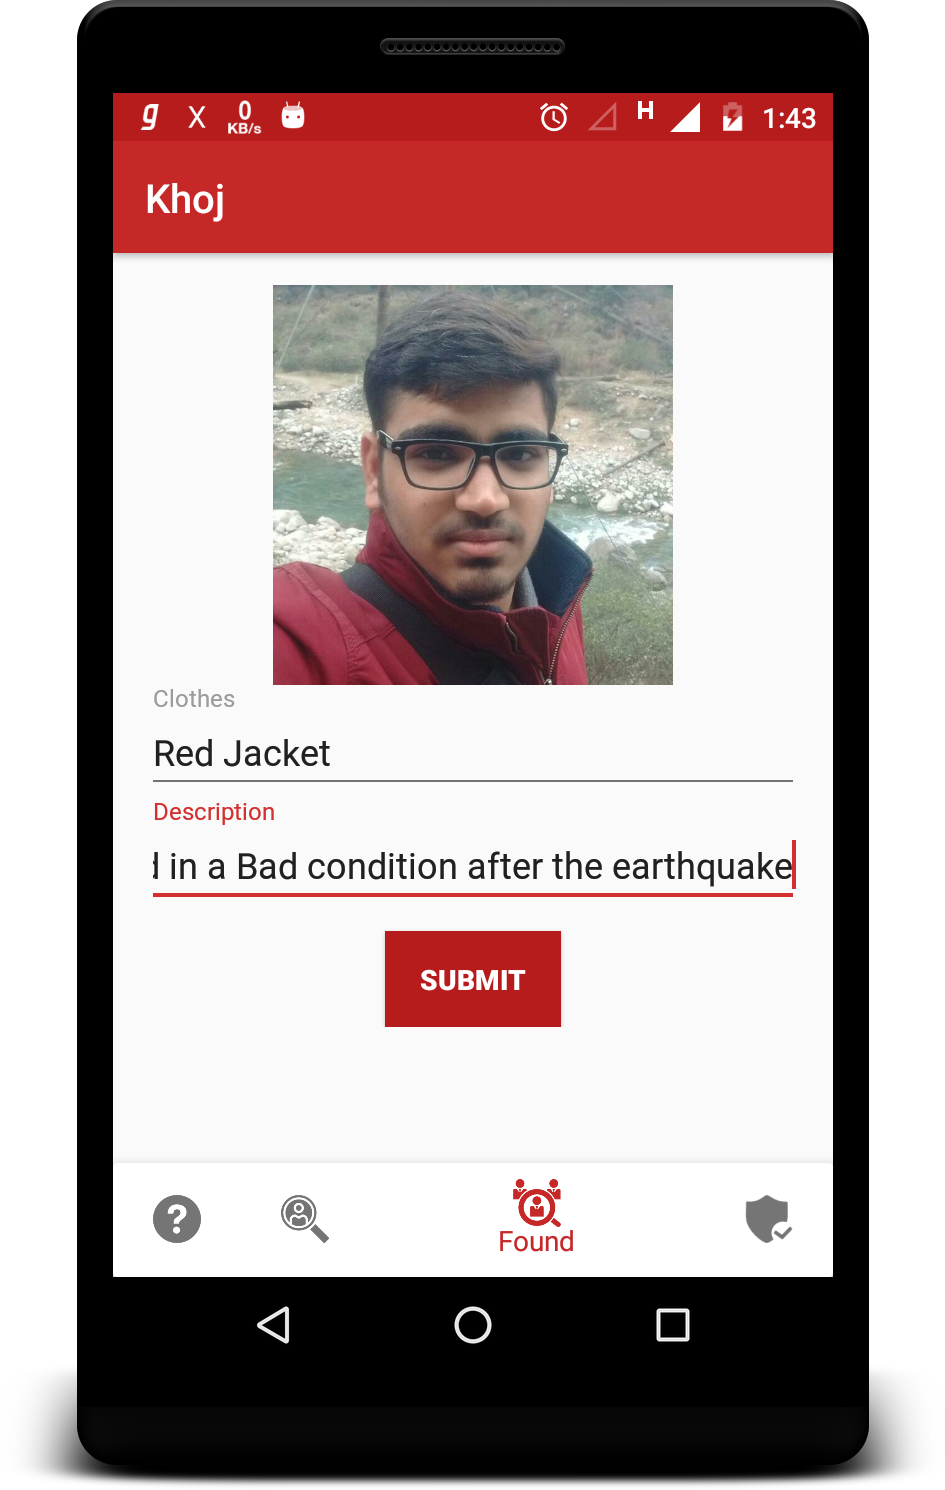 g X 0 KB/s H 1:43
Khoj
Clothes
Red Jacket
Description
in a Bad condition after the earthquake
SUBMIT
?
Found